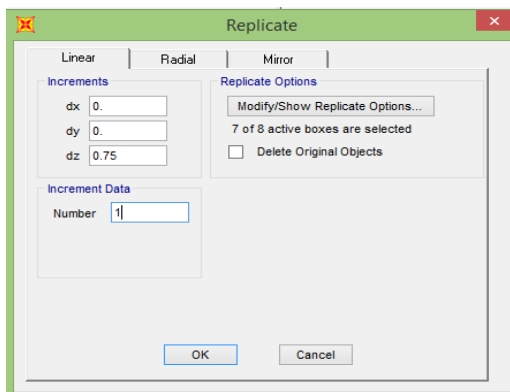 Replicate
Linear Radial Mirror
Increments
dx 0.
dy 0.
dz 0.75
Increment Data
Number 1
Replicate Options
Modify/Show Replicate Options...
7 of 8 active boxes are selected
Delete Original Objects
OK Cancel